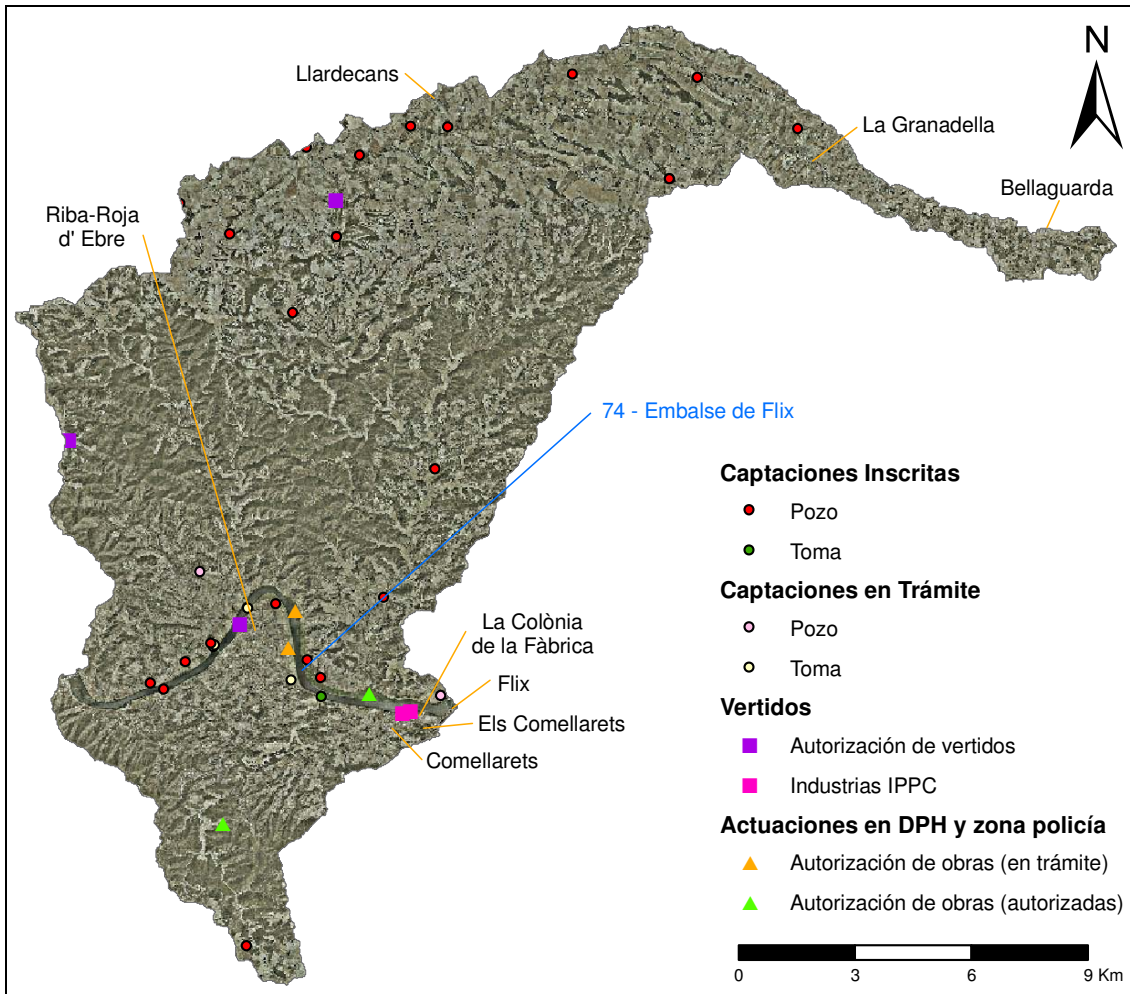 N
Llardecans
La Granadella
Bellaguarda
Riba-Roja
d' Ebre
74 - Embalse de Flix
La Colònia
de la Fàbrica
Flix
Els Comellarets
Comellarets
Captaciones Inscritas
Pozo
Toma
Captaciones en Trámite
Pozo
Toma
Vertidos
Autorización de vertidos
Industrias IPPC
Actuaciones en DPH y zona policía
Autorización de obras (en trámite)
Autorización de obras (autorizadas)
0 3 6 9 Km